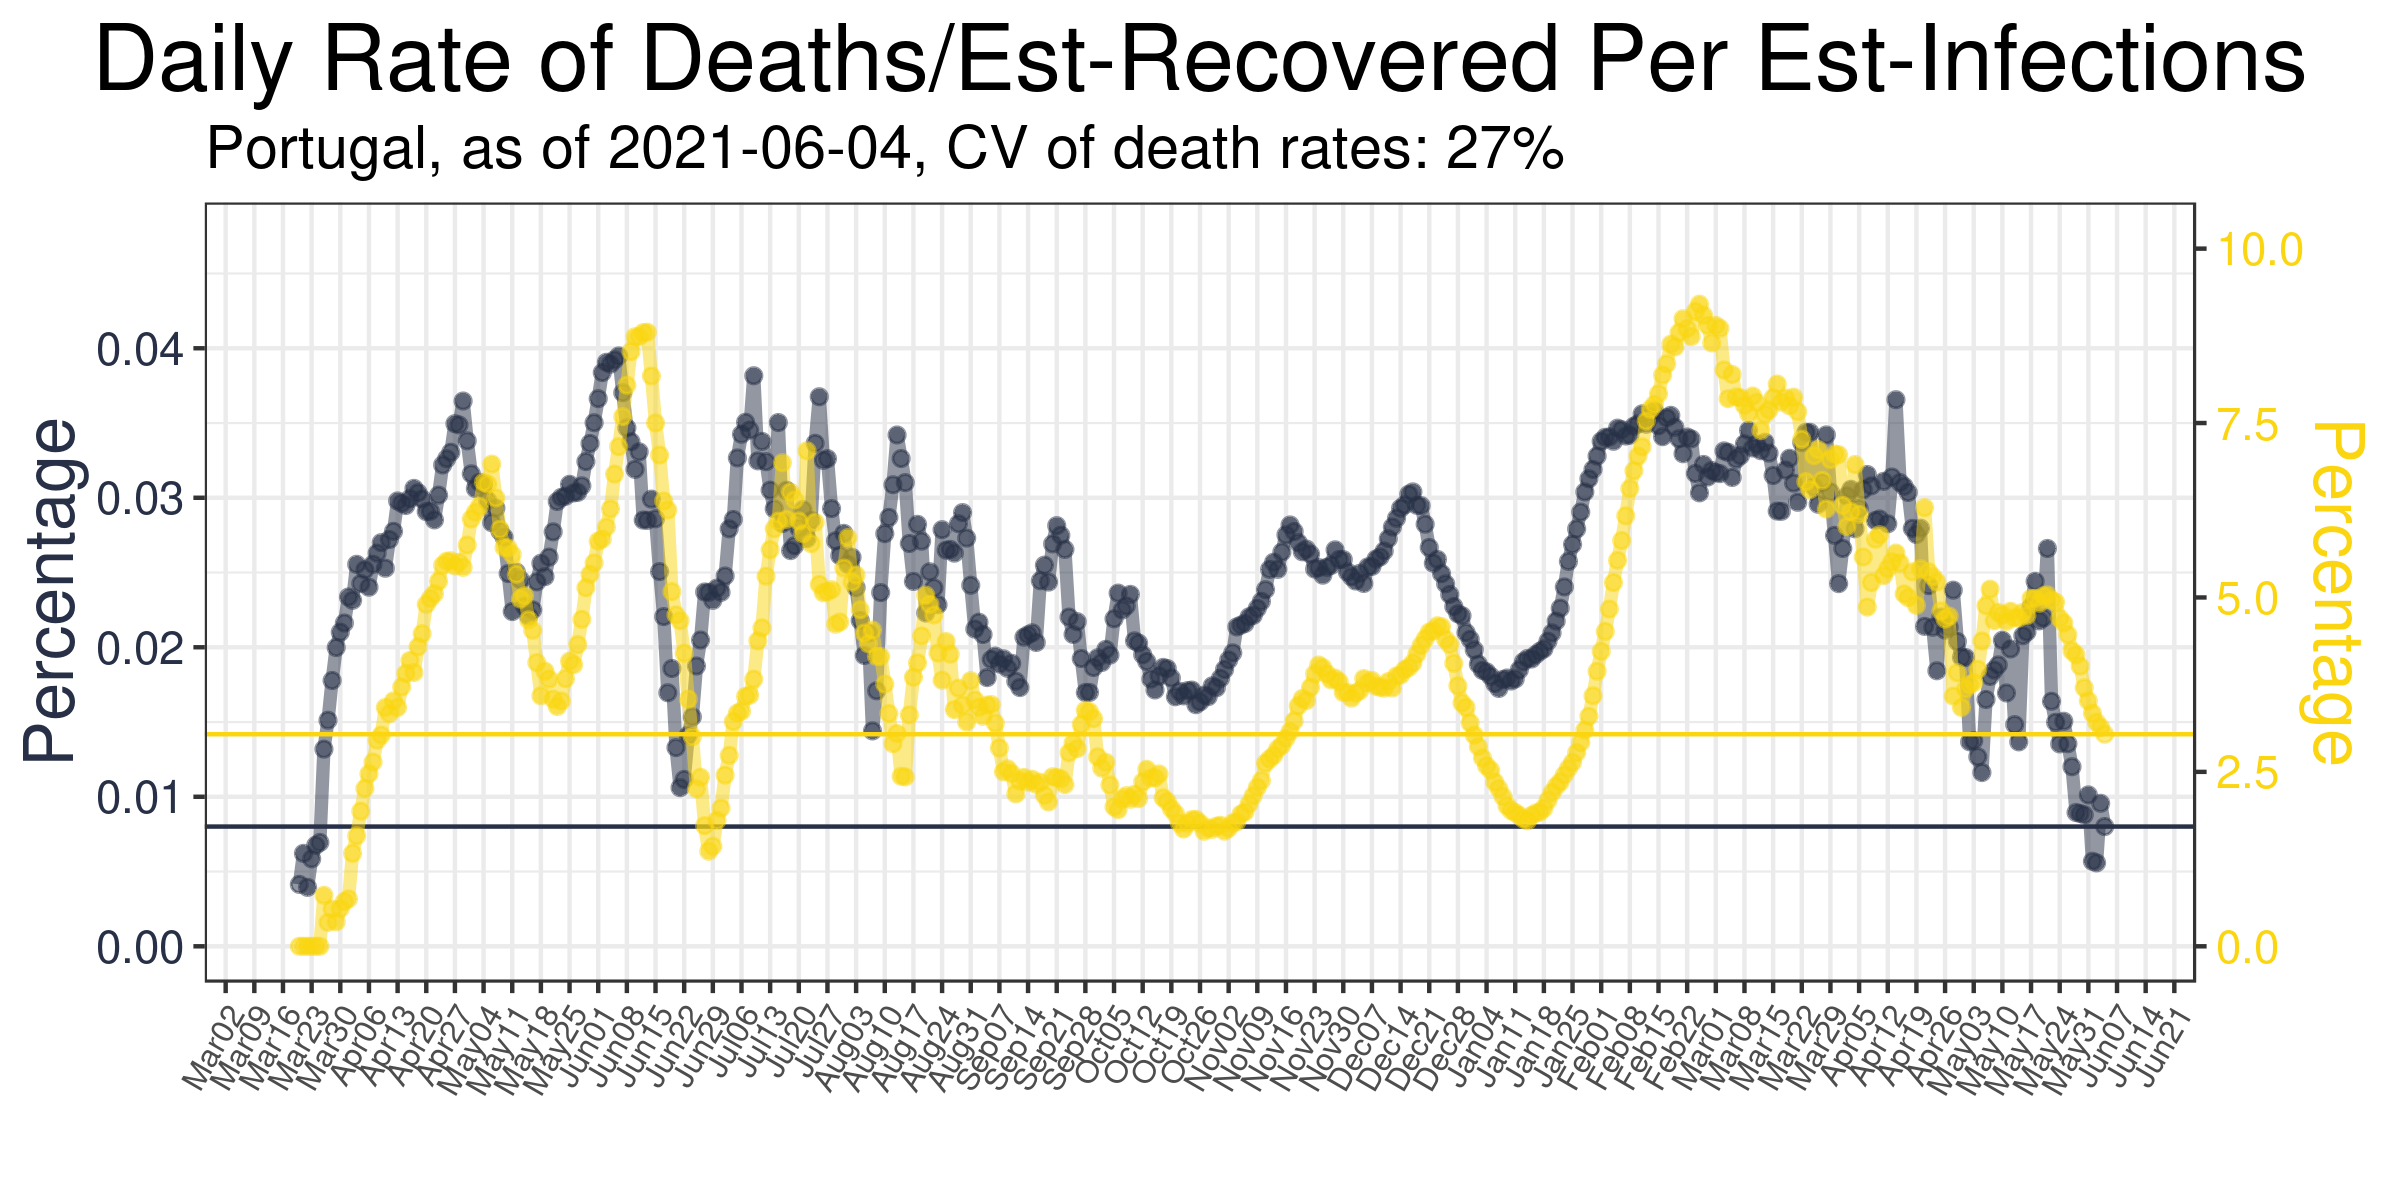 Daily Rate of Deaths/Est-Recovered Per Est-Infections
Portugal, as of 2021-06-04, CV of death rates: 27%
Percentage
0.04
0.03
0.02
0.01
0.00
10.0
7.5
5.0
2.5
0.0
Percentage
Mar02
Mar09
Mar16
Mar23
Mar30
Apr06
Apr13
Apr20
Apr27
May04
May11
May18
May25
Jun01
Jun08
Jun15
Jun22
Jun29
Jul06
Jul13
Jul20
Jul27
Aug03
Aug10
Aug17
Aug24
Aug31
Sep07
Sep14
Sep21
Sep28
Oct05
Oct12
Oct19
Oct26
Nov02
Nov09
Nov16
Nov23
Nov30
Dec07
Dec14
Dec21
Dec28
Jan04
Jan11
Jan18
Jan25
Feb01
Feb08
Feb15
Feb22
Mar01
Mar08
Mar15
Mar22
Mar29
Apr05
Apr12
Apr19
Apr26
May03
May10
May17
May24
May31
Jun07
Jun14
Jun21